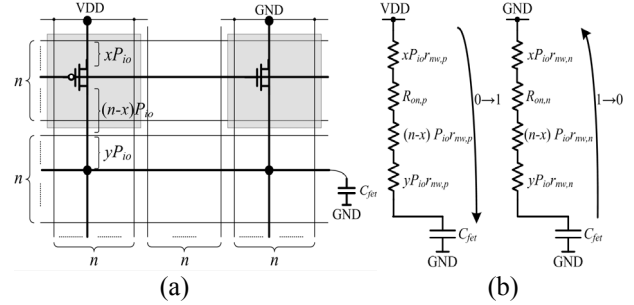 VDD
GND
xPio
n
(n-x)Pio
yPio
n
Cfet
GND
n
n
n
(a)
VDD
GND
xPiornw,p
xPiornw,n
Ron,p
0→1
Ron,n
1→0
(n-x) Piornw,p
(n-x) Piornw,n
yPiornw,p
yPiornw,n
Cfet
Cfet
GND
GND
(b)